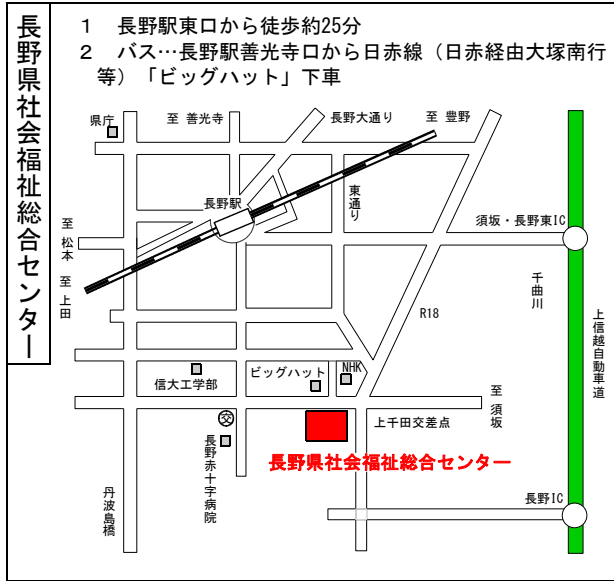 長野県社会福祉総合センター
1 長野駅東口から徒歩約25分
2 バス…長野駅善光寺口から日赤線（日赤経由大塚南行
等）「ビッグハット」下車
県庁
至 善光寺
長野大通り
至 豊野
長野駅
東通り
至 松本
須坂・長野東IC
至 上田
千曲川
R18
上信越自動車道
信大工学部
ビッグハット
NHK
至 須坂
交
上千田交差点
長野赤十字病院
長野県社会福祉総合センター
丹波島橋
長野IC